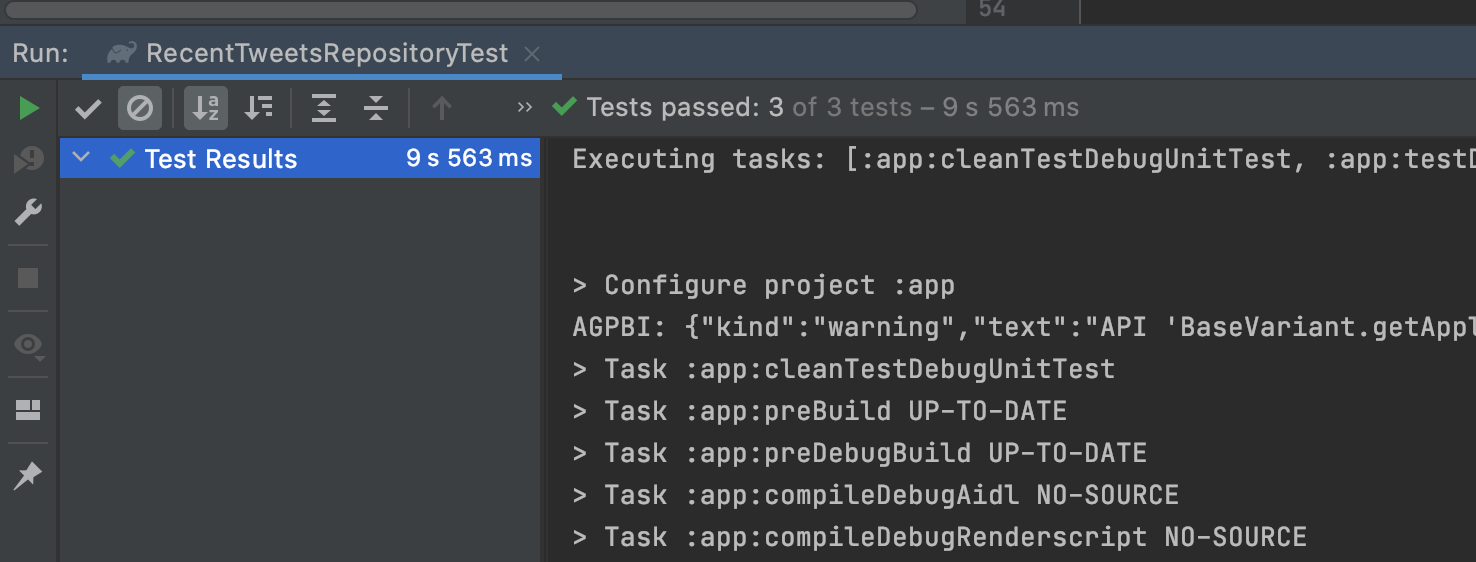 54
Run: RecentTweetsRepositoryTest
Tests passed: 3 of 3 tests – 9 s 563 ms
Test Results 9 s 563 ms
Executing tasks: [:app:cleanTestDebugUnitTest, :app:testD
> Configure project :app
AGPBI: {"kind":"warning","text":"API 'BaseVariant.getAppl
> Task :app:cleanTestDebugUnitTest
> Task :app:preBuild UP-TO-DATE
> Task :app:preDebugBuild UP-TO-DATE
> Task :app:compileDebugAidl NO-SOURCE
> Task :app:compileDebugRenderscript NO-SOURCE